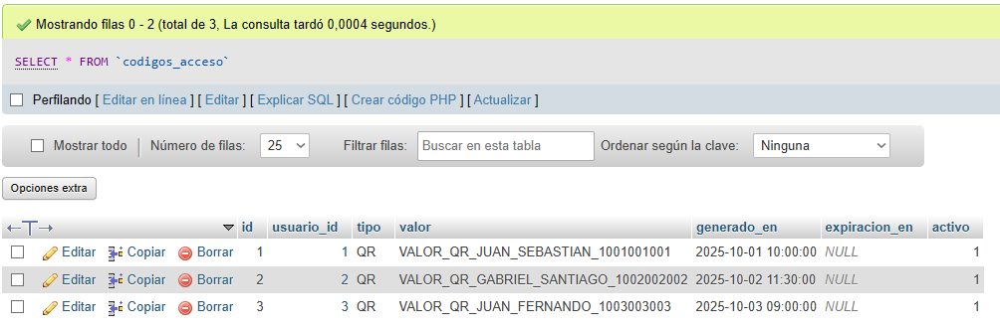 Mostrando filas 0 - 2 (total de 3, La consulta tardó 0,0004 segundos.)
SELECT * FROM `codigos_acceso`
Perfilando [ Editar en línea ] [ Editar ] [ Explicar SQL ] [ Crear código PHP ] [ Actualizar ]
Mostrar todo Número de filas: 25 Filtrar filas: Buscar en esta tabla Ordenar según la clave: Ninguna
Opciones extra
←T→ id usuario_id tipo valor generado_en expiracion_en activo
Editar Copiar Borrar 1 1 QR VALOR_QR_JUAN_SEBASTIAN_1001001001 2025-10-01 10:00:00 NULL 1
Editar Copiar Borrar 2 2 QR VALOR_QR_GABRIEL_SANTIAGO_1002002002 2025-10-02 11:30:00 NULL 1
Editar Copiar Borrar 3 3 QR VALOR_QR_JUAN_FERNANDO_1003003003 2025-10-03 09:00:00 NULL 1